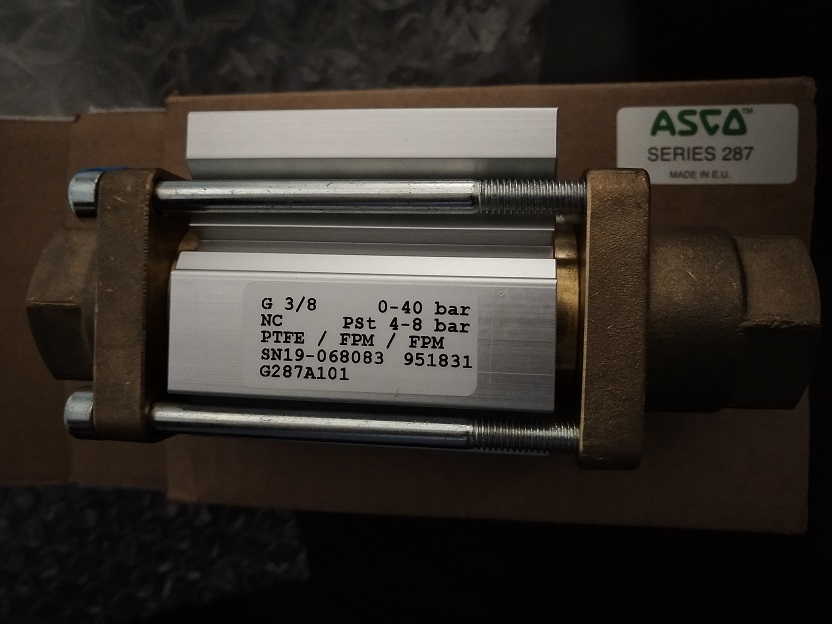 ASCO™
SERIES 287
MADE IN E.U.
G 3/8 0-40 bar
NC Pst 4-8 bar
PTFE / FPM / FPM
SN19-068083 951831
G287A101